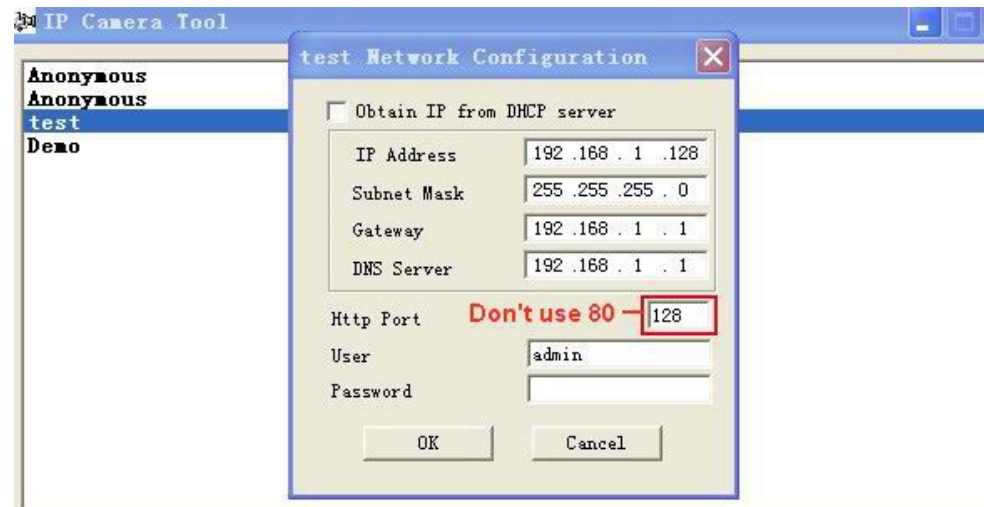 IP Camera Tool
test Network Configuration
Anonymous
Anonymous
test
Demo
Obtain IP from DHCP server
IP Address 192 .168 . 1 .128
Subnet Mask 255 .255 .255 . 0
Gateway 192 .168 . 1 . 1
DNS Server 192 .168 . 1 . 1
Http Port Don't use 80 128
User admin
Password
OK Cancel